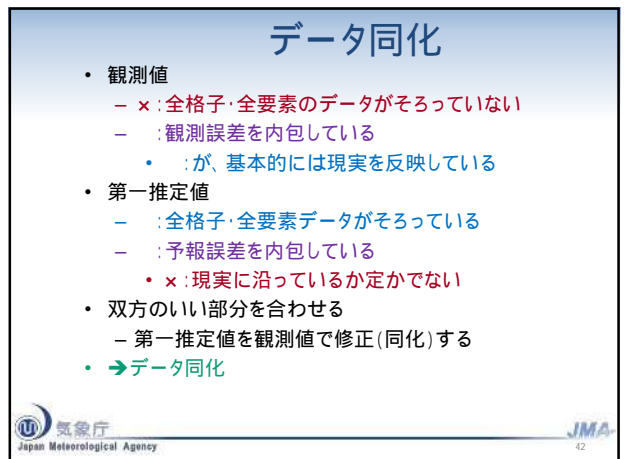 データ同化
• 観測値
– ×:全格子・全要素のデータがそろっていない
– :観測誤差を内包している
• :が、基本的には現実を反映している
• 第一推定値
– :全格子・全要素データがそろっている
– :予報誤差を内包している
• ×:現実に沿っているか定かでない
• 双方のいい部分を合わせる
– 第一推定値を観測値で修正(同化)する
• ➔データ同化
気象庁
Japan Meteorological Agency
JMA
42